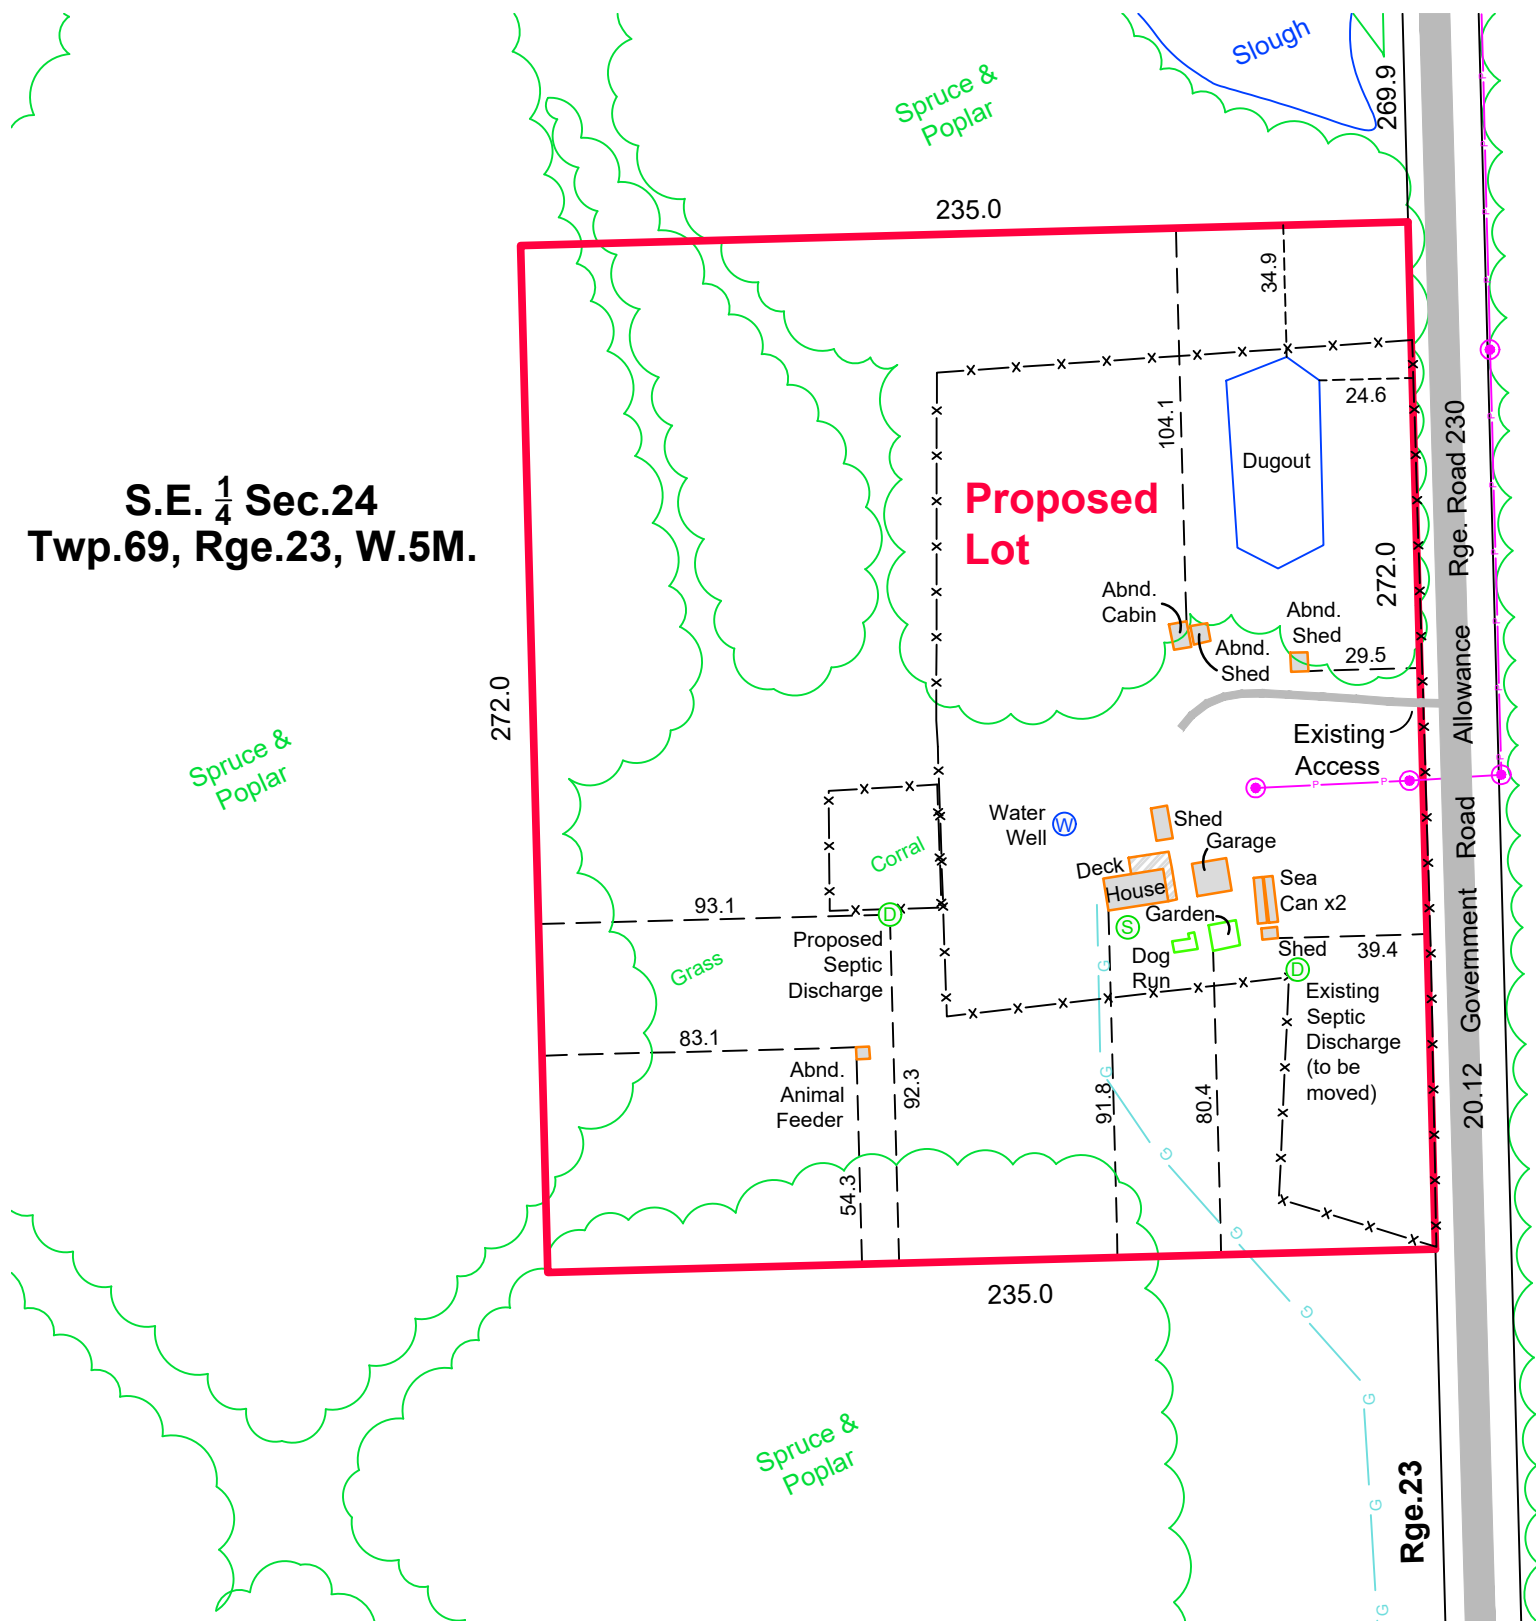 Slough
269.9
Spruce &
Poplar
235.0
34.9
24.6
104.1
Dugout
Rge. Road 230
S.E. 1/4 Sec.24
Twp.69, Rge.23, W.5M.
Proposed
Lot
272.0
Abnd.
Cabin
Abnd.
Shed
Abnd.
Shed
29.5
272.0
Allowance
Existing
Access
Spruce &
Poplar
P
P
P
P
P
P
P
P
P
Water
Well
W
Shed
Garage
Corral
Deck
House
Sea
Can x2
Road
93.1
D
Proposed
Septic
Discharge
S
Garden
Dog
Run
Shed
39.4
D
Existing
Septic
Discharge
(to be
moved)
Government
Grass
83.1
Abnd.
Animal
Feeder
92.3
91.8
80.4
54.3
20.12
G
G
G
G
G
G
G
G
235.0
Spruce &
Poplar
Rge.23